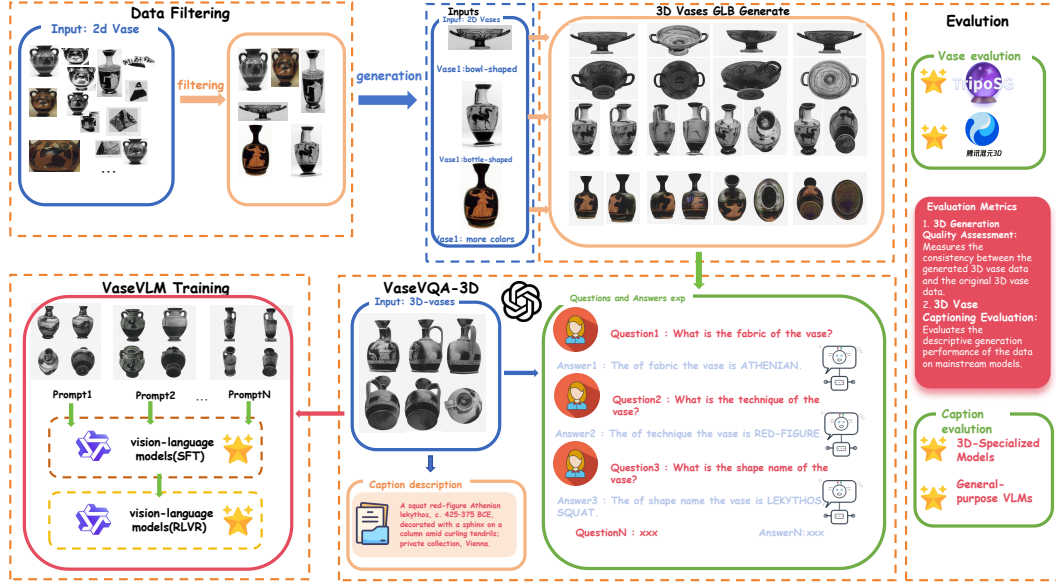 Data Filtering
Input: 2d Vase
...
filtering
generation
Inputs
Input: 2D Vases
Vase1:bowl-shaped
Vase1:bottle-shaped
Vase1: more colors
3D Vases GLB Generate
Evalution
Vase evalution
TripoSG
腾讯混元3D
Evaluation Metrics
1. 3D Generation
Quality Assessment:
Measures the
consistency between the
generated 3D vase data
and the original 3D vase
data.
2. 3D Vase
Captioning Evaluation:
Evaluates the
descriptive generation
performance of the data
on mainstream models.
Caption
evalution
3D-Specialized
Models
General-
purpose VLMs
VaseVLM Training
Prompt1
Prompt2
...
PromptN
vision-language
models(SFT)
vision-language
models(RLVR)
VaseVQA-3D
Input: 3D-vases
Caption description
A squat red-figure Athenian
lekythos, c. 425-375 BCE,
decorated with a sphinx on a
column amid curling tendrils;
private collection, Vienna.
Questions and Answers exp
Question1 : What is the fabric of the vase?
Answer1 : The of fabric the vase is ATHENIAN.
Question2 : What is the technique of the
vase?
Answer2 : The of technique the vase is RED-FIGURE.
Question3 : What is the shape name of the
vase?
Answer3 : The of shape name the vase is LEKYTHOS,
SQUAT.
QuestionN : xxx
AnswerN:xxx